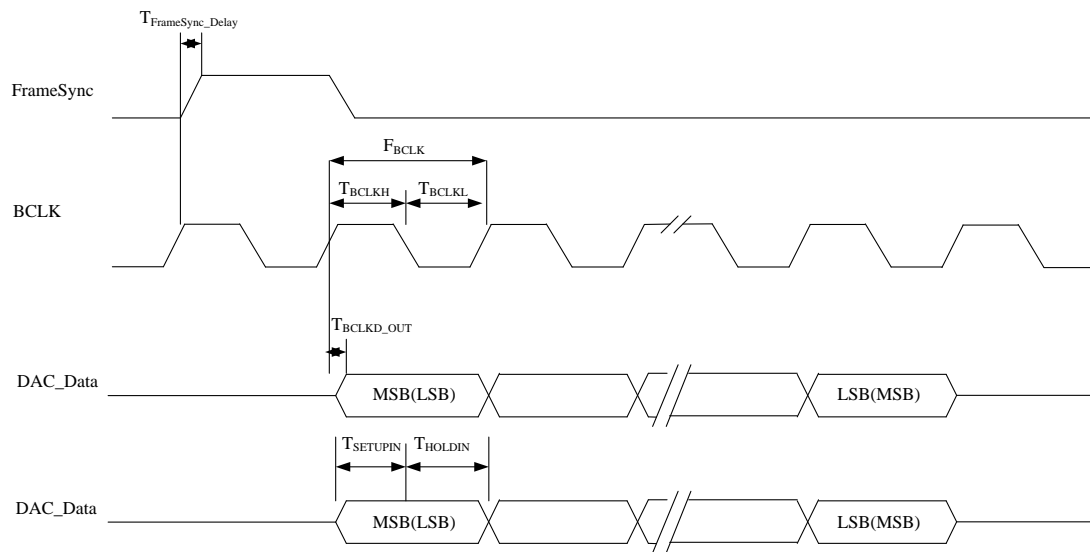 TFrameSync_Delay
FrameSync
FBCLK
TBCLKH TBCLKL
BCLK
TBCLKD_OUT
DAC_Data MSB(LSB) LSB(MSB)
TSETUPIN THOLDIN
DAC_Data MSB(LSB) LSB(MSB)